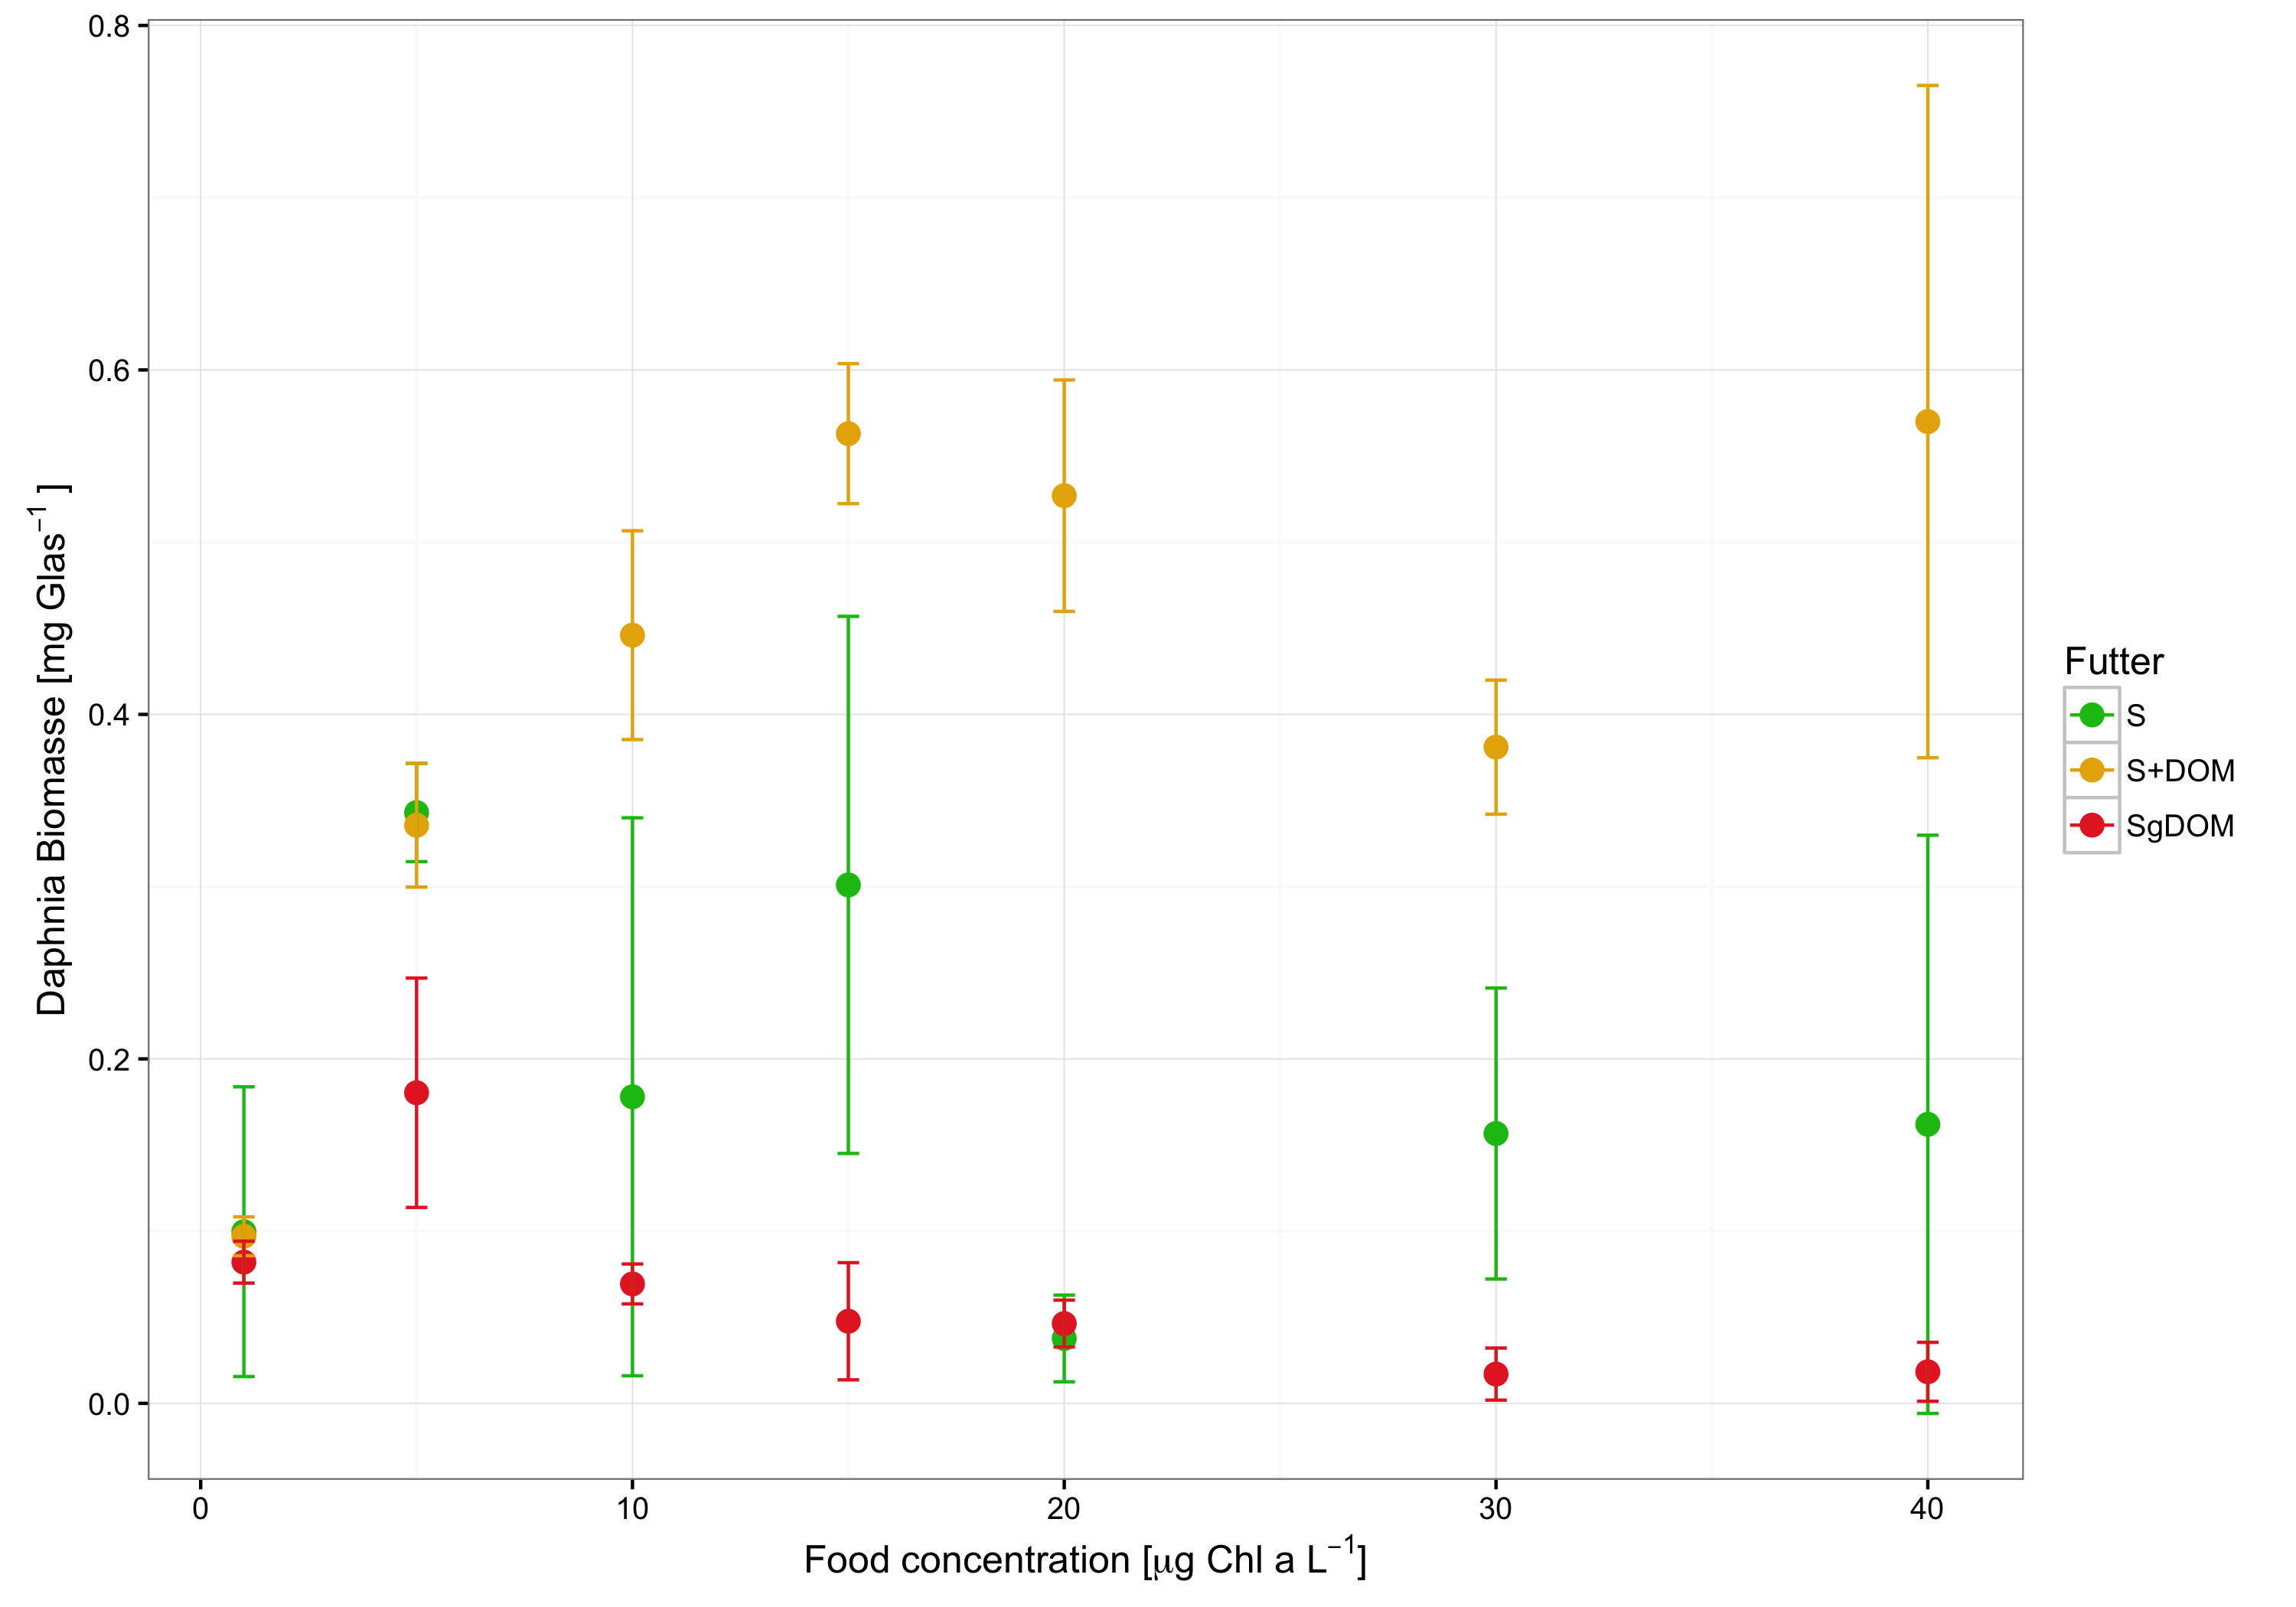 0.8
0.6
0.4
0.2
0.0
Daphnia Biomasse [mg Glas⁻¹ ]
0 10 20 30 40
Food concentration [µg Chl a L⁻¹]
Futter
S
S+DOM
SgDOM